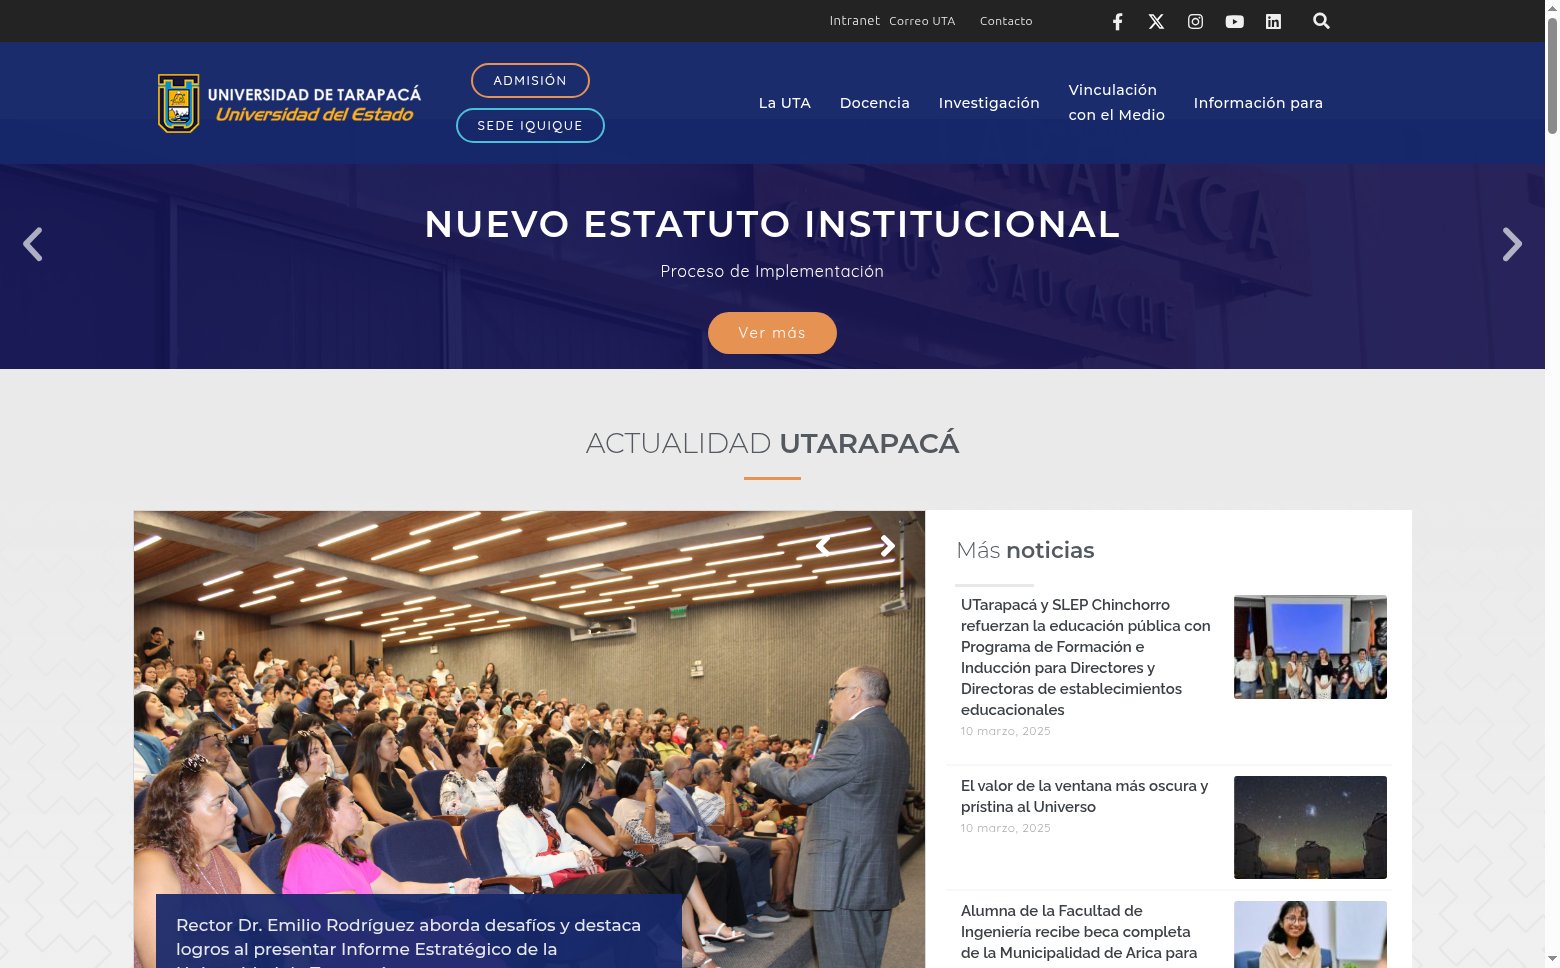 Intranet Correo UTA Contacto
UNIVERSIDAD DE TARAPACÁ
Universidad del Estado
ADMISIÓN
SEDE IQUIQUE
La UTA Docencia Investigación Vinculación con el Medio Información para
TARAPACÁ
CAMPUS SAUCACHE
NUEVO ESTATUTO INSTITUCIONAL
Proceso de Implementación
Ver más
ACTUALIDAD UTARAPACÁ
Rector Dr. Emilio Rodríguez aborda desafíos y destaca
logros al presentar Informe Estratégico de la
Más noticias
UTarapacá y SLEP Chinchorro
refuerzan la educación pública con
Programa de Formación e
Inducción para Directores y
Directoras de establecimientos
educacionales
10 marzo, 2025
El valor de la ventana más oscura y
prístina al Universo
10 marzo, 2025
Alumna de la Facultad de
Ingeniería recibe beca completa
de la Municipalidad de Arica para